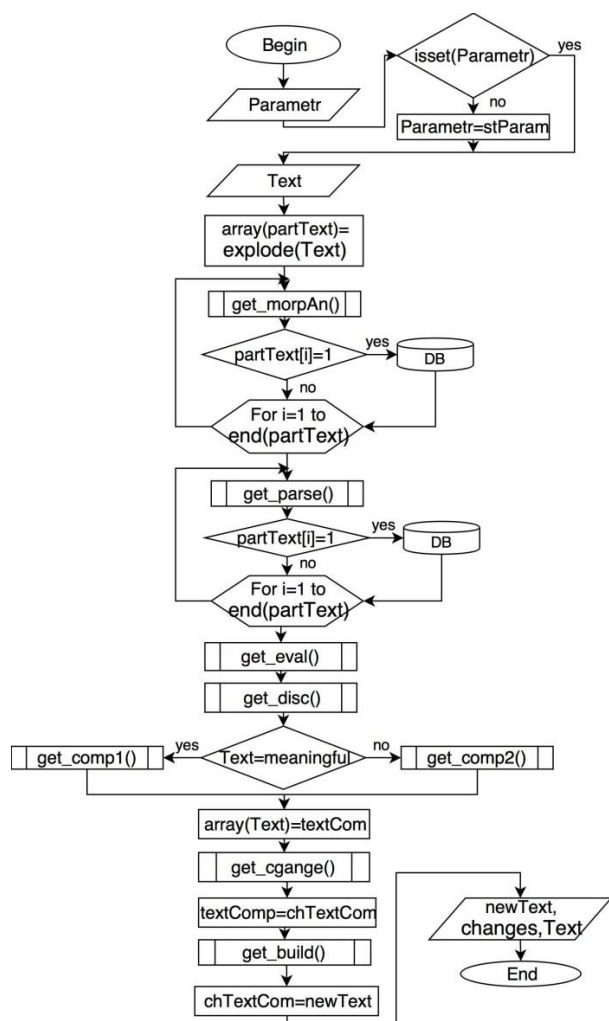 Begin
Parametr
isset(Parametr)
yes
no
Parametr=stParam
Text
array(partText)=
explode(Text)
get_morpAn()
partText[i]=1
yes
DB
no
For i=1 to
end(partText)
get_parse()
partText[i]=1
yes
DB
no
For i=1 to
end(partText)
get_eval()
get_disc()
get_comp1()
yes
Text=meaningful
no
get_comp2()
array(Text)=textCom
get_cgange()
textComp=chTextCom
get_build()
chTextCom=newText
newText,
changes,Text
End